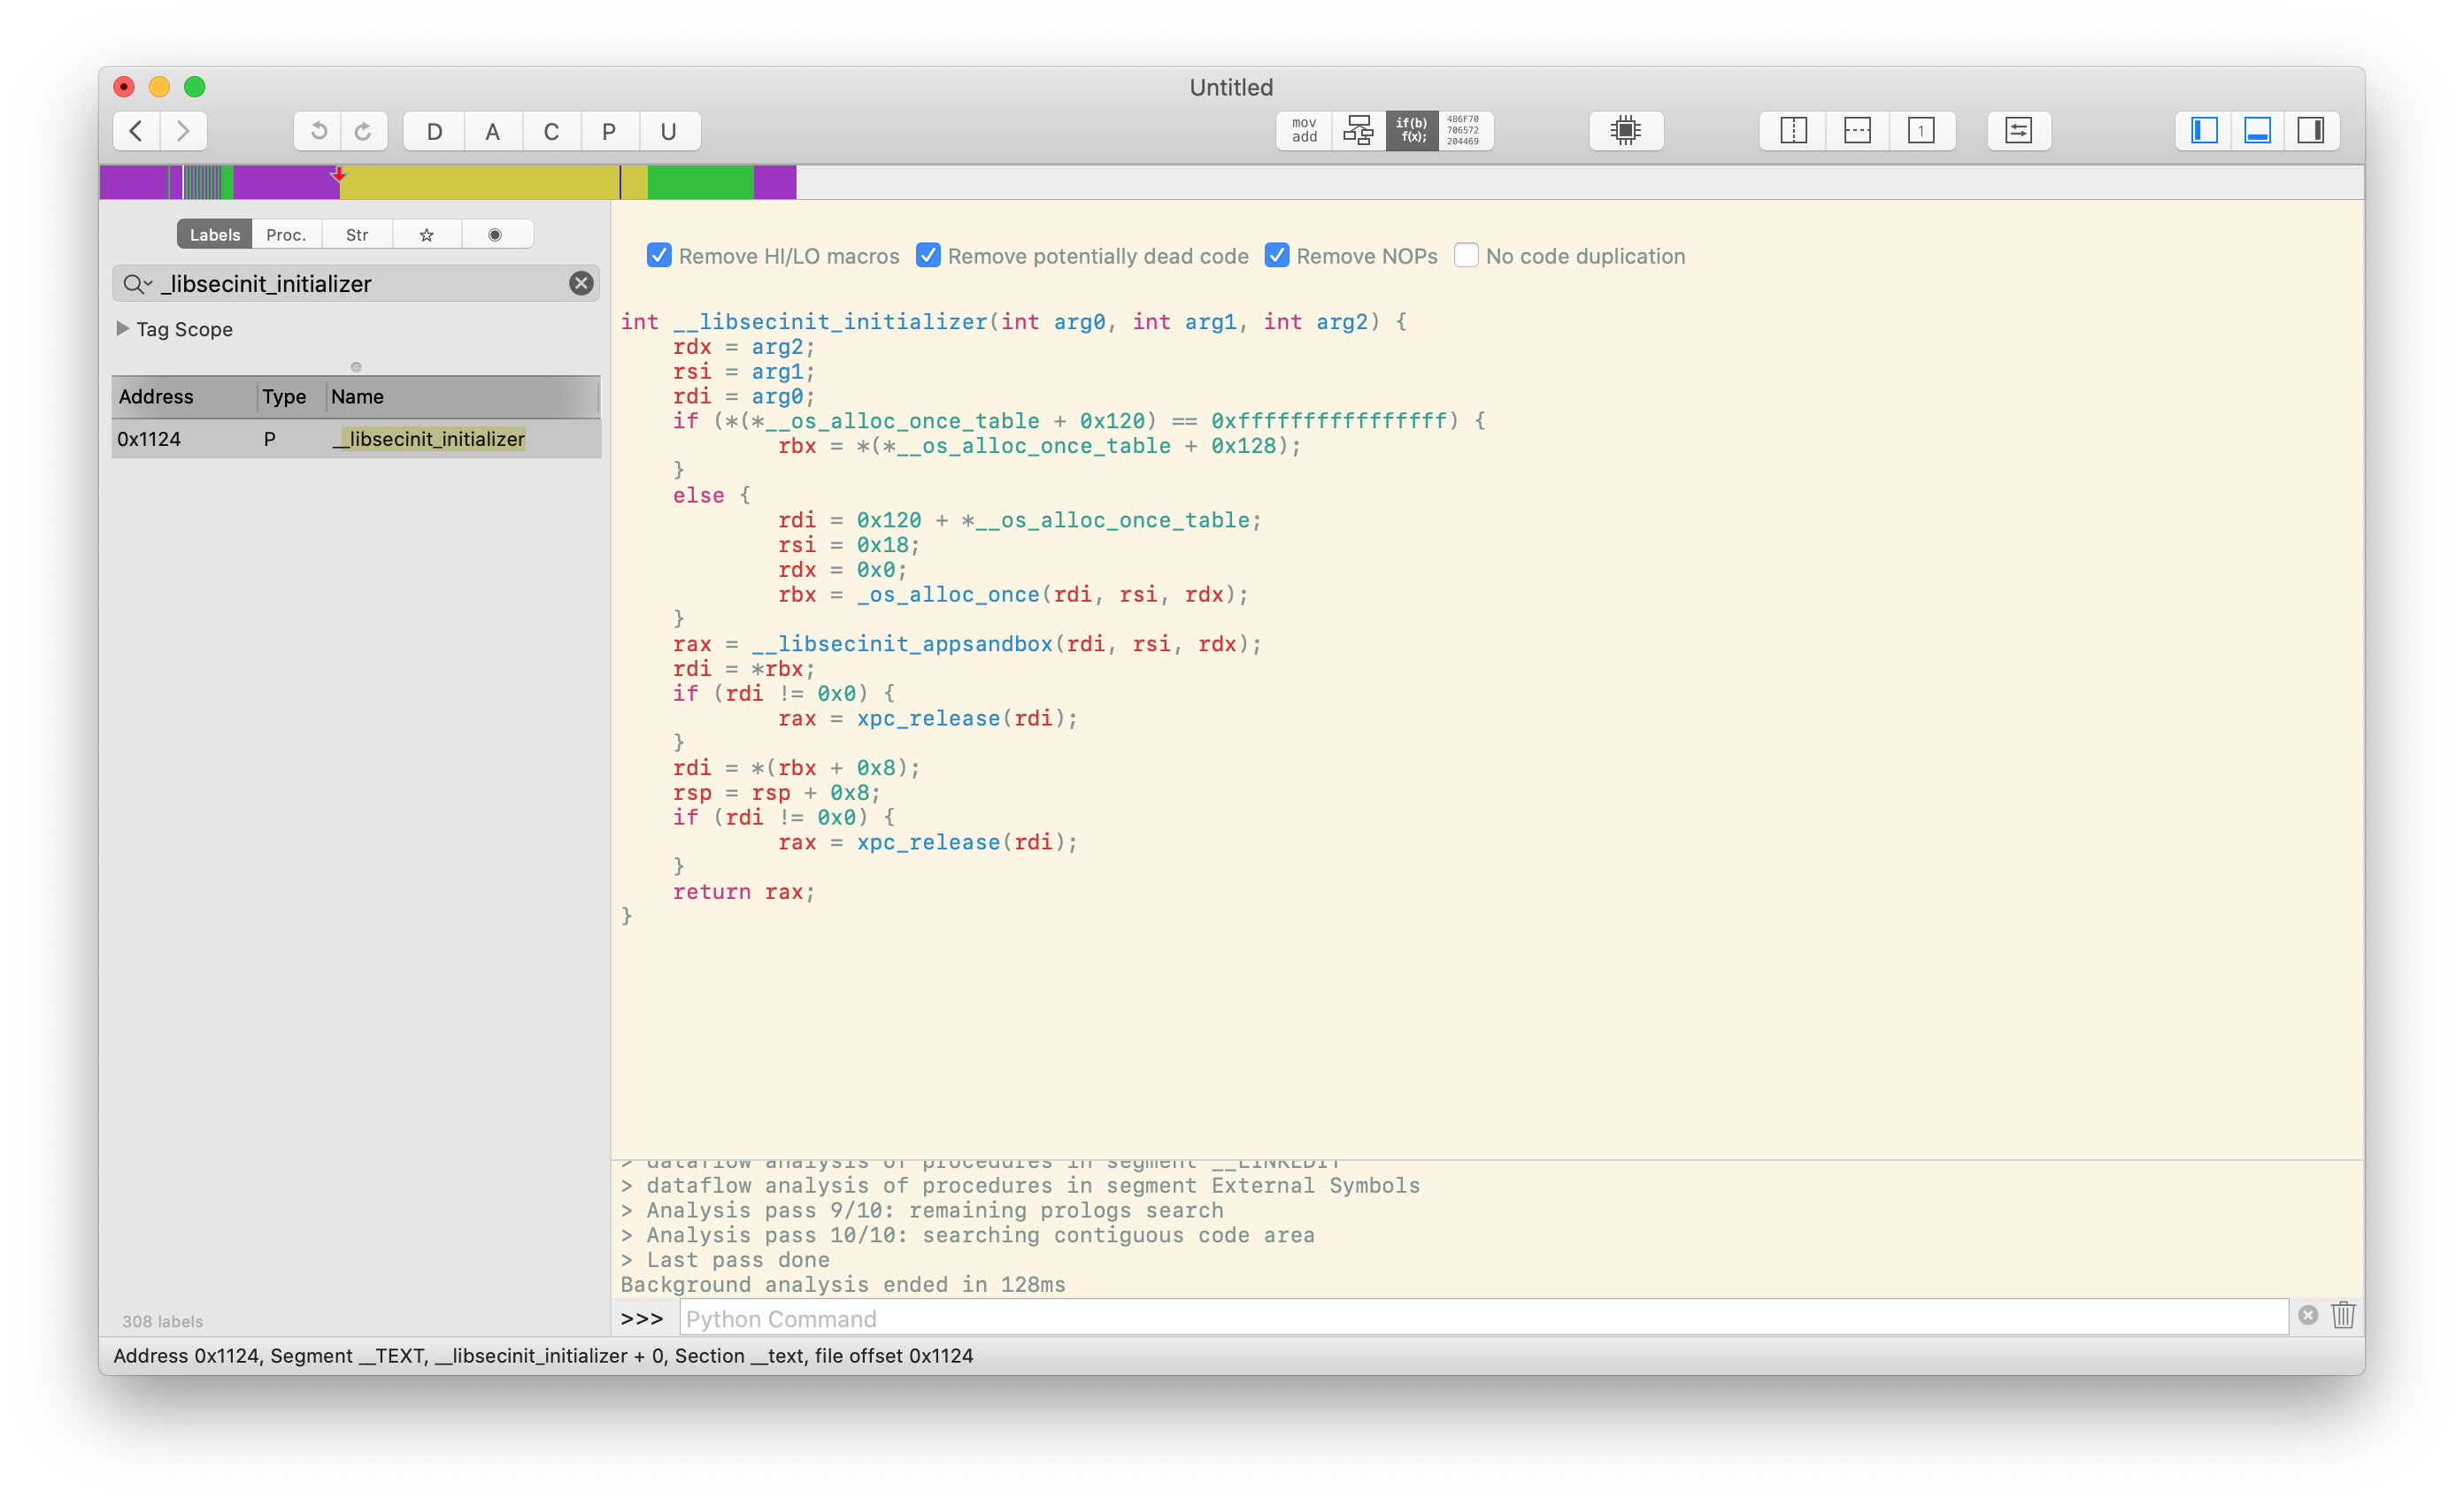 Untitled
D A C P U
mov add
if(b) f(x);
486F70 706572 204469
1
Labels Proc. Str
_libsecinit_initializer
Tag Scope
Address Type Name
0x1124 P __libsecinit_initializer
308 labels
Remove HI/LO macros Remove potentially dead code Remove NOPs No code duplication
int __libsecinit_initializer(int arg0, int arg1, int arg2) {
    rdx = arg2;
    rsi = arg1;
    rdi = arg0;
    if (*(*__os_alloc_once_table + 0x120) == 0xffffffffffffffff) {
            rbx = *(*__os_alloc_once_table + 0x128);
    }
    else {
            rdi = 0x120 + *__os_alloc_once_table;
            rsi = 0x18;
            rdx = 0x0;
            rbx = _os_alloc_once(rdi, rsi, rdx);
    }
    rax = __libsecinit_appsandbox(rdi, rsi, rdx);
    rdi = *rbx;
    if (rdi != 0x0) {
            rax = xpc_release(rdi);
    }
    rdi = *(rbx + 0x8);
    rsp = rsp + 0x8;
    if (rdi != 0x0) {
            rax = xpc_release(rdi);
    }
    return rax;
}
> dataflow analysis of procedures in segment __LINKEDIT
> dataflow analysis of procedures in segment External Symbols
> Analysis pass 9/10: remaining prologs search
> Analysis pass 10/10: searching contiguous code area
> Last pass done
Background analysis ended in 128ms
>>> Python Command
Address 0x1124, Segment __TEXT, __libsecinit_initializer + 0, Section __text, file offset 0x1124